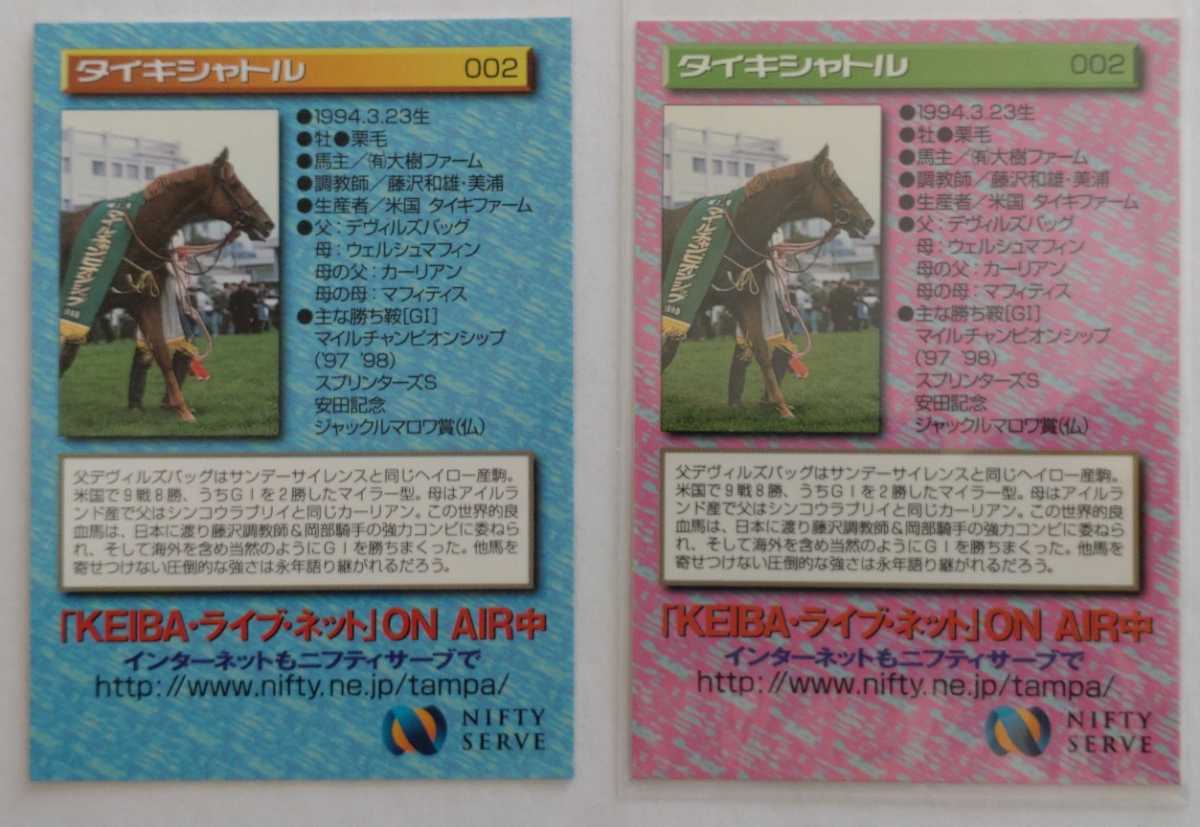 タイキシャトル 002
●1994.3.23生
●牡●栗毛
●馬主／㈲大樹ファーム
●調教師／藤沢和雄・美浦
●生産者／米国 タイキファーム
●父：デヴィルズバッグ
母：ウェルシュマフィン
母の父：カーリアン
母の母：マフィティス
●主な勝ち鞍[GI]
マイルチャンピオンシップ
('97 '98)
スプリンターズS
安田記念
ジャックルマロワ賞(仏)
父デヴィルズバッグはサンデーサイレンスと同じヘイロー産駒。
米国で9戦8勝、うちGIを2勝したマイラー型。母はアイルラ
ンド産で父はシンコウラブリイと同じカーリアン。この世界的良
血馬は、日本に渡り藤沢調教師&岡部騎手の強力コンビに委ねら
れ、そして海外を含め当然のようにGIを勝ちまくった。他馬を
寄せつけない圧倒的な強さは永年語り継がれるだろう。
「KEIBA・ライブ・ネット」ON AIR中
インターネットもニフティサーブで
http://www.nifty.ne.jp/tampa/
NIFTY
SERVE
タイキシャトル 002
●1994.3.23生
●牡●栗毛
●馬主／㈲大樹ファーム
●調教師／藤沢和雄・美浦
●生産者／米国 タイキファーム
●父：デヴィルズバッグ
母：ウェルシュマフィン
母の父：カーリアン
母の母：マフィティス
●主な勝ち鞍[GI]
マイルチャンピオンシップ
('97 '98)
スプリンターズS
安田記念
ジャックルマロワ賞(仏)
父デヴィルズバッグはサンデーサイレンスと同じヘイロー産駒。
米国で9戦8勝、うちGIを2勝したマイラー型。母はアイルラ
ンド産で父はシンコウラブリイと同じカーリアン。この世界的良
血馬は、日本に渡り藤沢調教師&岡部騎手の強力コンビに委ねら
れ、そして海外を含め当然のようにGIを勝ちまくった。他馬を
寄せつけない圧倒的な強さは永年語り継がれるだろう。
「KEIBA・ライブ・ネット」ON AIR中
インターネットもニフティサーブで
http://www.nifty.ne.jp/tampa/
NIFTY
SERVE